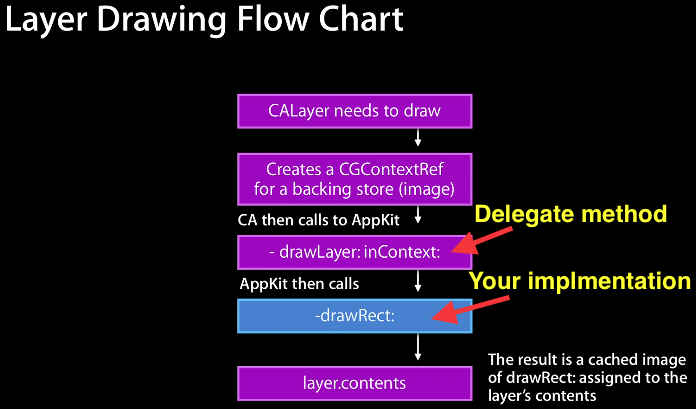 Layer Drawing Flow Chart
CALayer needs to draw
Creates a CGContextRef
for a backing store (image)
CA then calls to AppKit
Delegate method
- drawLayer: inContext:
AppKit then calls
Your implmentation
-drawRect:
layer.contents
The result is a cached image
of drawRect: assigned to the
layer's contents